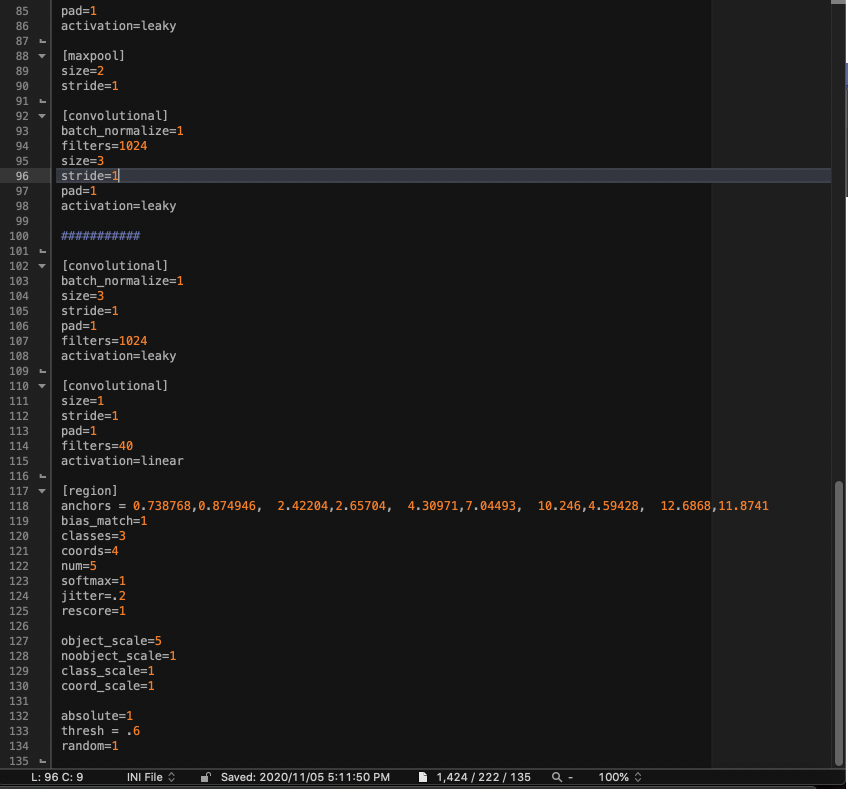 85 pad=1
86 activation=leaky
87
88 [maxpool]
89 size=2
90 stride=1
91
92 [convolutional]
93 batch_normalize=1
94 filters=1024
95 size=3
96 stride=1
97 pad=1
98 activation=leaky
99
100 ###########
101
102 [convolutional]
103 batch_normalize=1
104 size=3
105 stride=1
106 pad=1
107 filters=1024
108 activation=leaky
109
110 [convolutional]
111 size=1
112 stride=1
113 pad=1
114 filters=40
115 activation=linear
116
117 [region]
118 anchors = 0.738768,0.874946,  2.42204,2.65704,  4.30971,7.04493,  10.246,4.59428,  12.6868,11.8741
119 bias_match=1
120 classes=3
121 coords=4
122 num=5
123 softmax=1
124 jitter=.2
125 rescore=1
126
127 object_scale=5
128 noobject_scale=1
129 class_scale=1
130 coord_scale=1
131
132 absolute=1
133 thresh = .6
134 random=1
135
L: 96 C: 9 INI File Saved: 2020/11/05 5:11:50 PM 1,424 / 222 / 135 - 100%